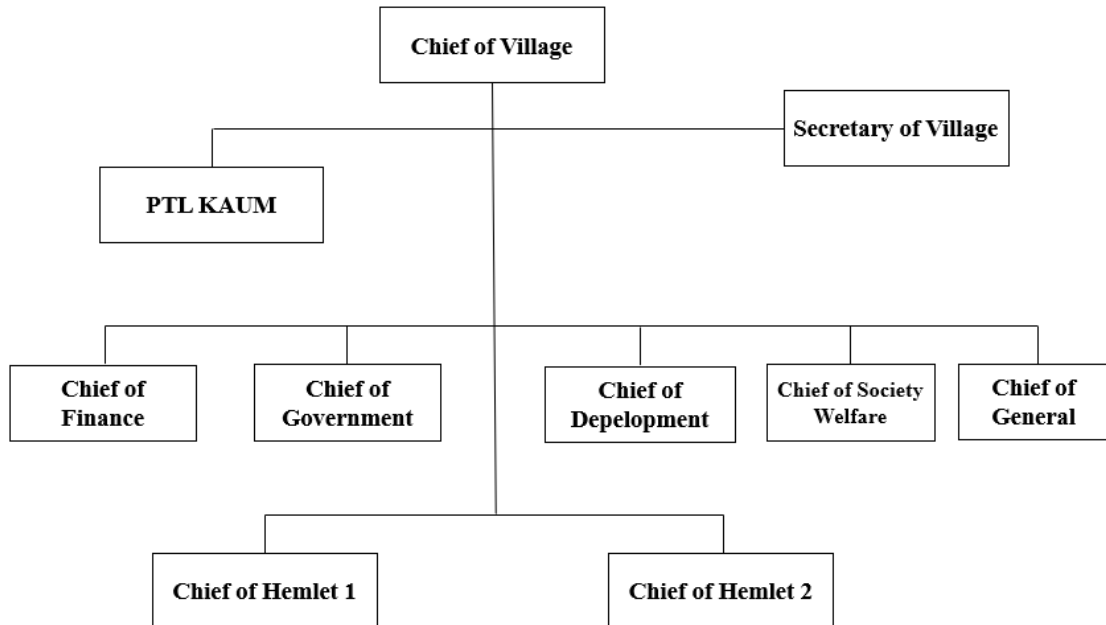 Chief of Village
Secretary of Village
PTL KAUM
Chief of
Finance
Chief of
Government
Chief of
Depelopment
Chief of Society
Welfare
Chief of
General
Chief of Hemlet 1
Chief of Hemlet 2